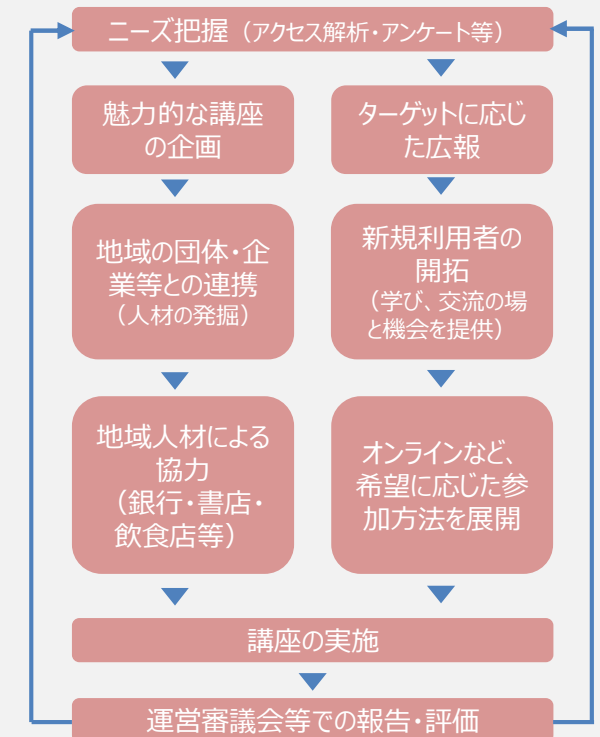 ニーズ把握（アクセス解析・アンケート等）
魅力的な講座
の企画
ターゲットに応じ
た広報
地域の団体・企
業等との連携
（人材の発掘）
新規利用者の
開拓
（学び、交流の場
と機会を提供）
地域人材による
協力
（銀行・書店・
飲食店等）
オンラインなど、
希望に応じた参
加方法を展開
講座の実施
運営審議会等での報告・評価